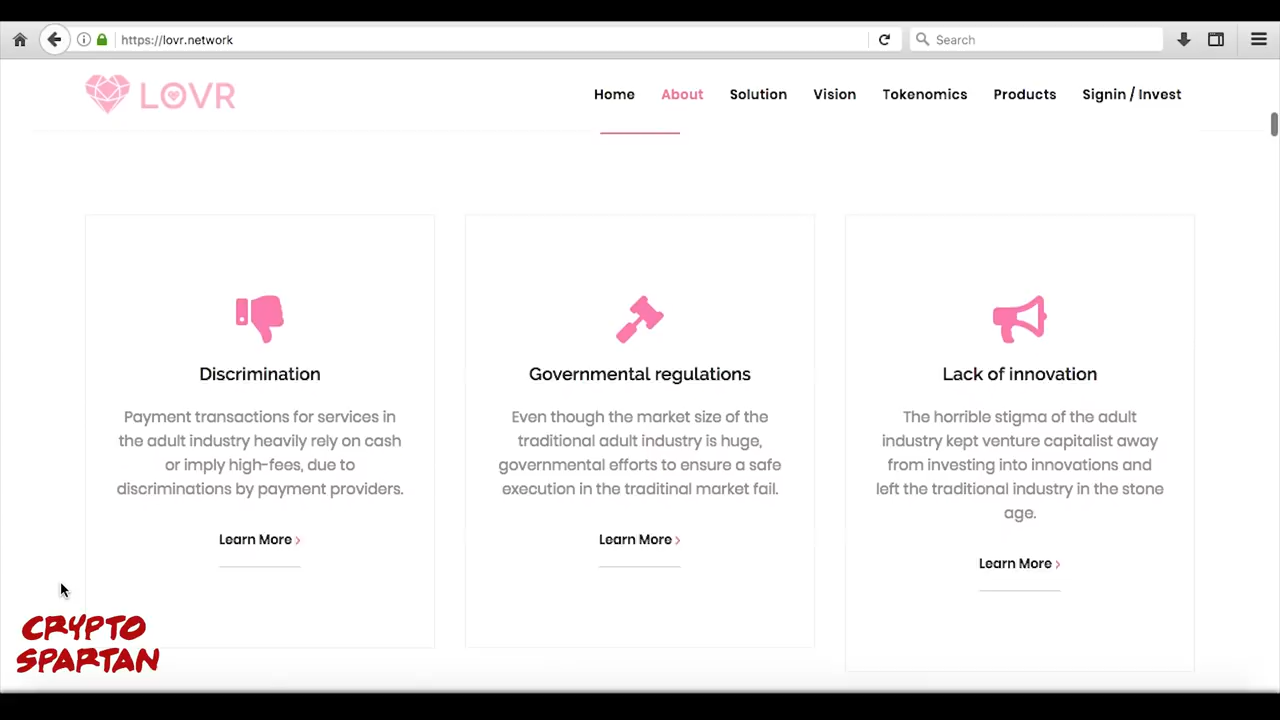 https://lovr.network
Search
LOVR
Home About Solution Vision Tokenomics Products Signin / Invest
Discrimination
Payment transactions for services in
the adult industry heavily rely on cash
or imply high-fees, due to
discriminations by payment providers.
Learn More
Governmental regulations
Even though the market size of the
traditional adult industry is huge,
governmental efforts to ensure a safe
execution in the traditinal market fail.
Learn More
Lack of innovation
The horrible stigma of the adult
industry kept venture capitalist away
from investing into innovations and
left the traditional industry in the stone
age.
Learn More
CRYPTO
SPARTAN